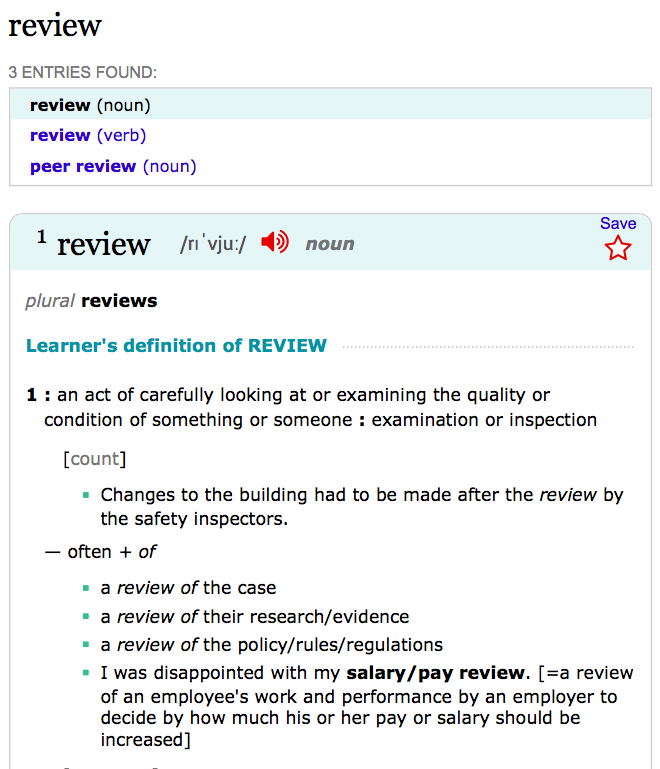 review
3 ENTRIES FOUND:
review (noun)
review (verb)
peer review (noun)
Save
1 review /rɪˈvjuː/ noun
plural reviews
Learner's definition of REVIEW
1 : an act of carefully looking at or examining the quality or
condition of something or someone : examination or inspection
[count]
Changes to the building had to be made after the review by
the safety inspectors.
— often + of
a review of the case
a review of their research/evidence
a review of the policy/rules/regulations
I was disappointed with my salary/pay review. [=a review
of an employee's work and performance by an employer to
decide by how much his or her pay or salary should be
increased]